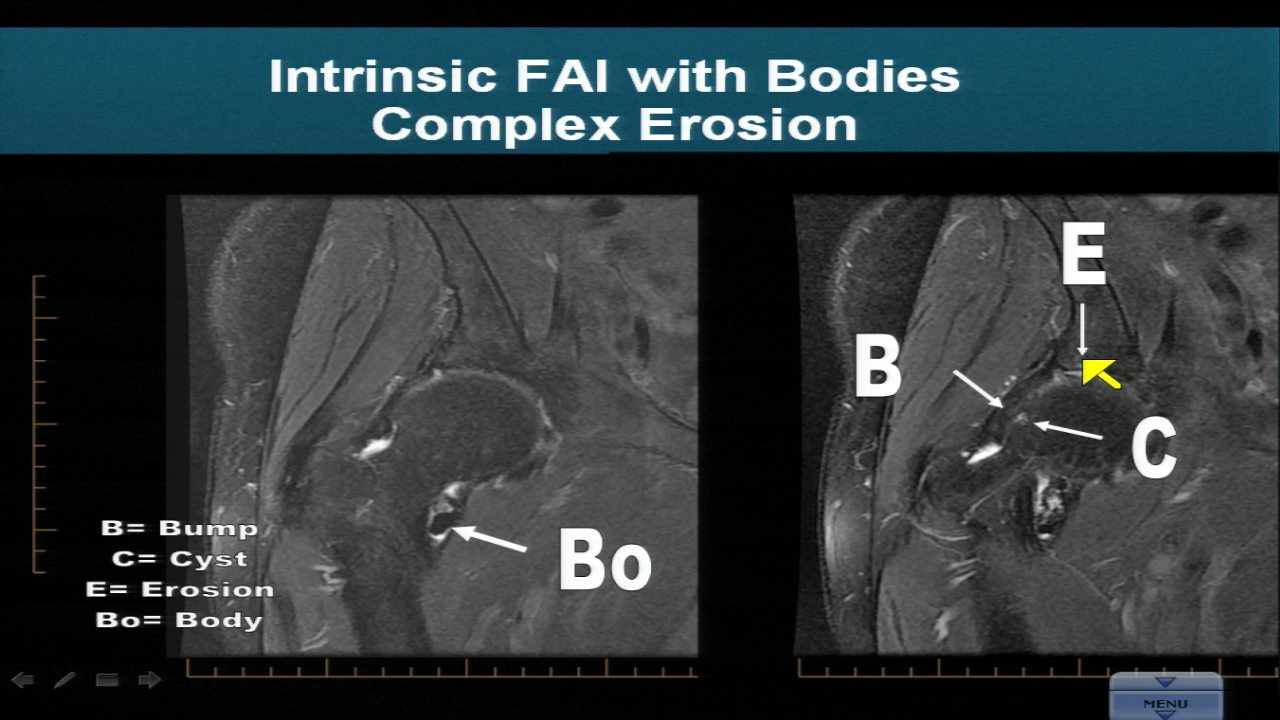 Intrinsic FAI with Bodies
Complex Erosion
E
B
C
Bo
B= Bump
C= Cyst
E= Erosion
Bo= Body
MENU